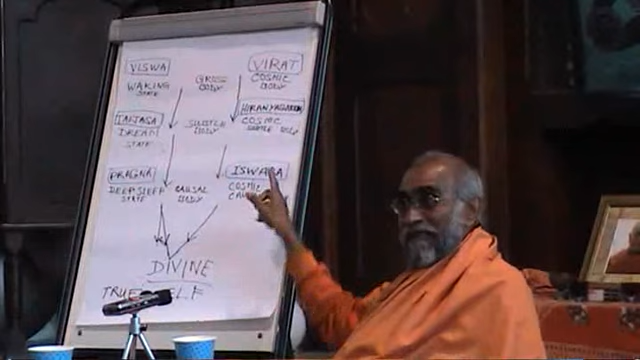 VISWA
WAKING
STATE
GROSS
BODY
VIRAT
COSMIC
BODY
TAIJASA
DREAM
STATE
SUBTLE
BODY
HIRANYAGARBHA
COSMIC
SUBTLE BODY
PRAGNA
DEEP SLEEP
STATE
CAUSAL
BODY
ISWARA
COSMIC
DIVINE
TRUE SELF